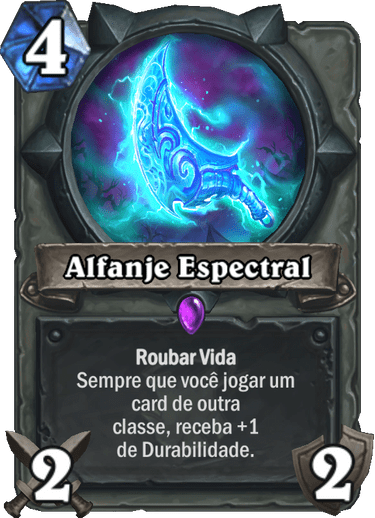 4
Alfanje Espectral
Roubar Vida
Sempre que você jogar um
card de outra
classe, receba +1
de Durabilidade.
2
2